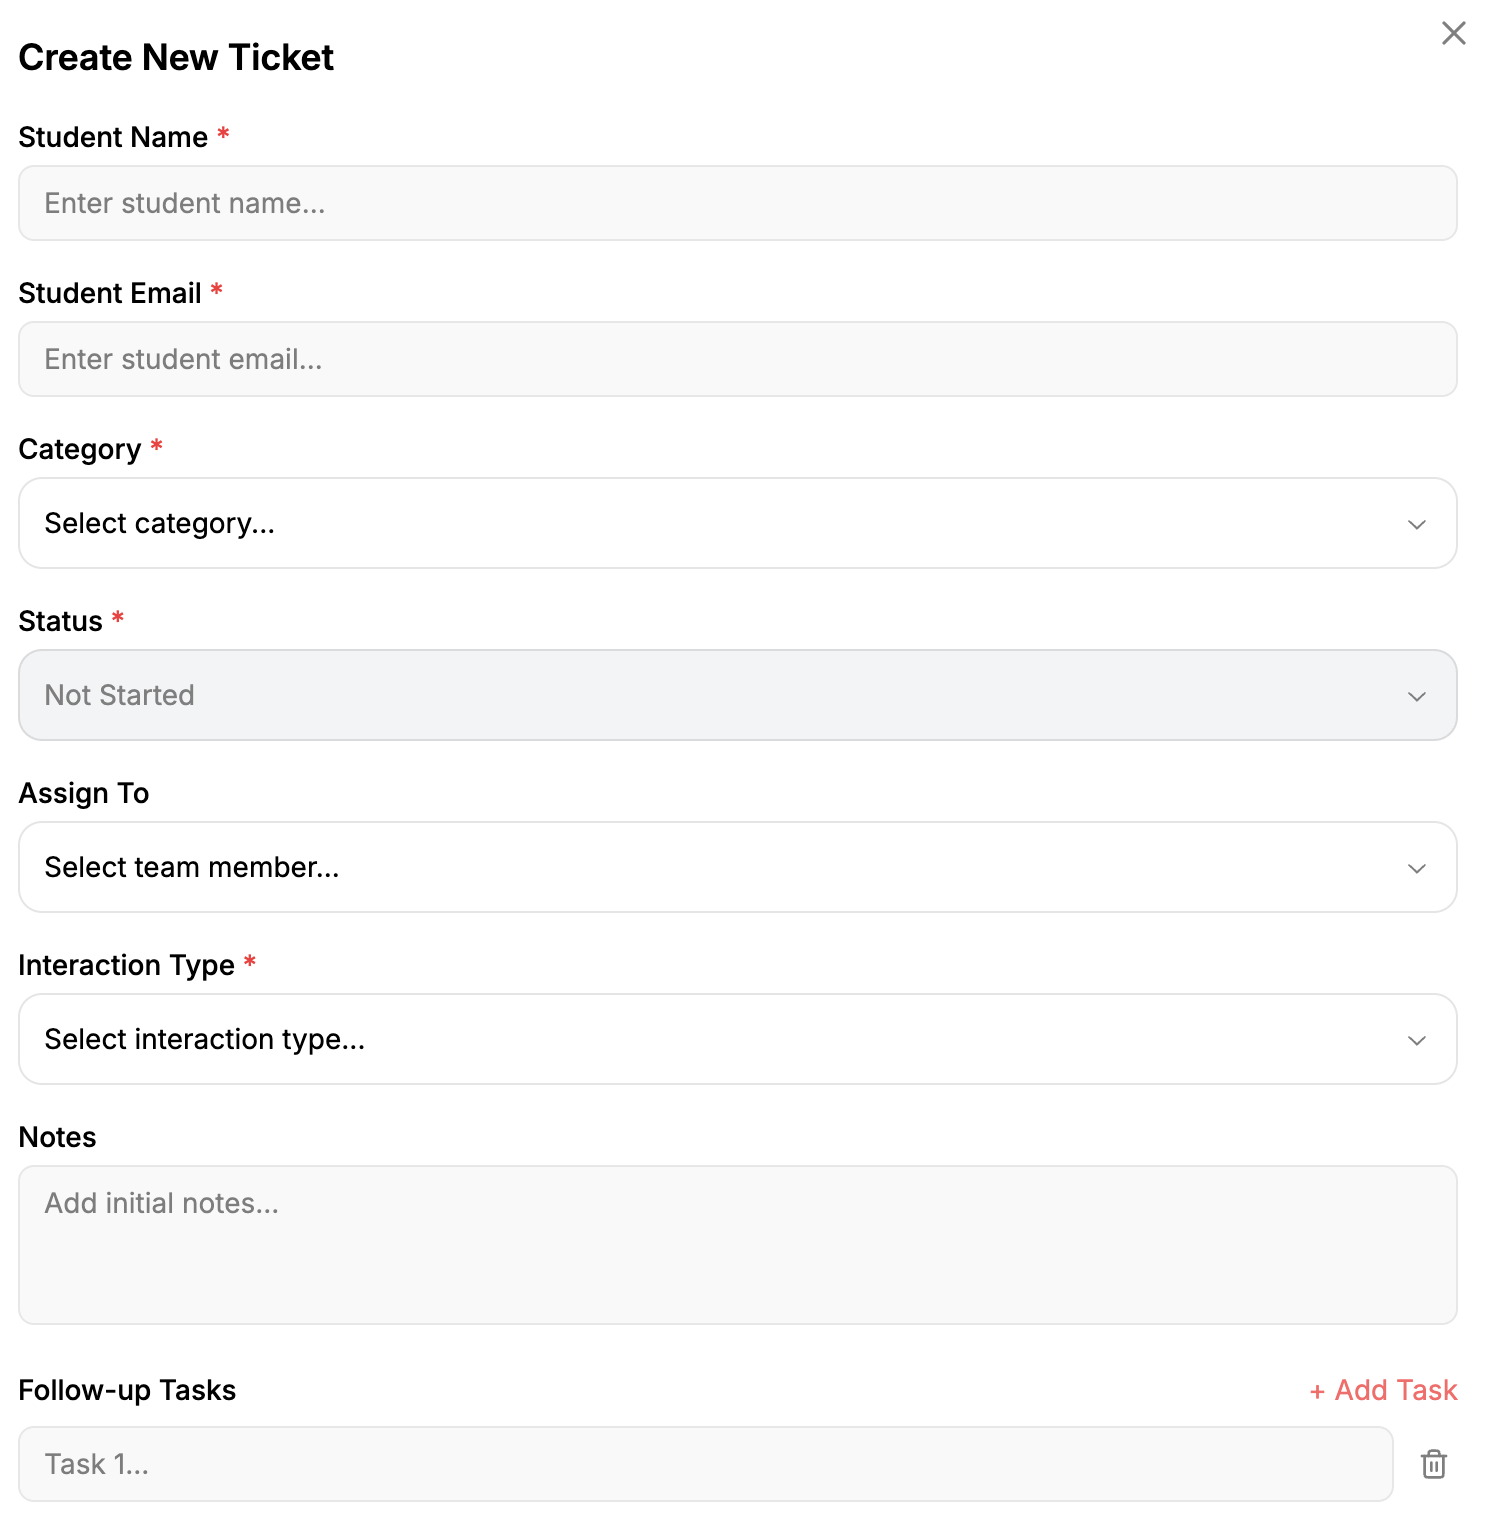 Create New Ticket
Student Name *
Enter student name...
Student Email *
Enter student email...
Category *
Select category...
Status *
Not Started
Assign To
Select team member...
Interaction Type *
Select interaction type...
Notes
Add initial notes...
Follow-up Tasks + Add Task
Task 1...